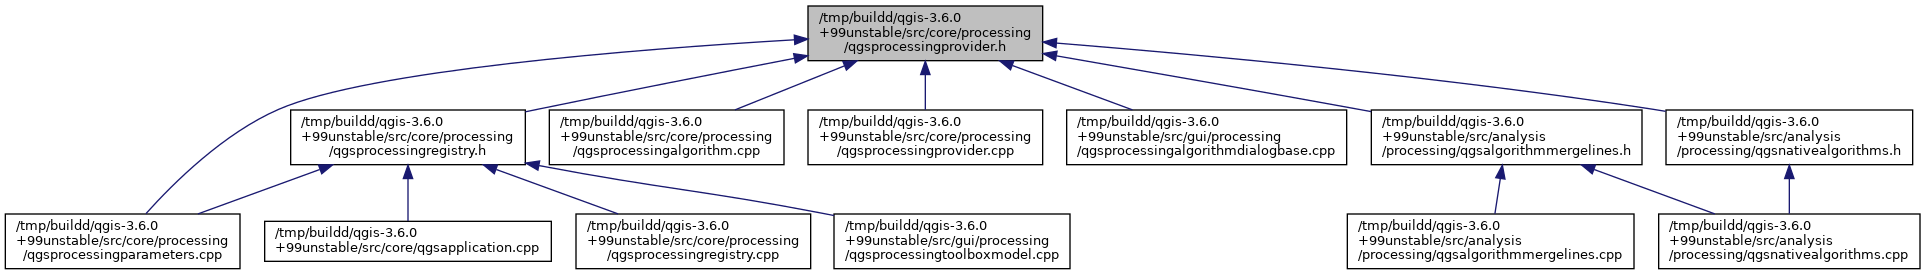 /tmp/buildd/qgis-3.6.0
+99unstable/src/core/processing
/qgsprocessingprovider.h
/tmp/buildd/qgis-3.6.0
+99unstable/src/core/processing
/qgsprocessingregistry.h
/tmp/buildd/qgis-3.6.0
+99unstable/src/core/processing
/qgsprocessingalgorithm.cpp
/tmp/buildd/qgis-3.6.0
+99unstable/src/core/processing
/qgsprocessingprovider.cpp
/tmp/buildd/qgis-3.6.0
+99unstable/src/gui/processing
/qgsprocessingalgorithmdialogbase.cpp
/tmp/buildd/qgis-3.6.0
+99unstable/src/analysis
/processing/qgsalgorithmmergelines.h
/tmp/buildd/qgis-3.6.0
+99unstable/src/analysis
/processing/qgsnativealgorithms.h
/tmp/buildd/qgis-3.6.0
+99unstable/src/core/processing
/qgsprocessingparameters.cpp
/tmp/buildd/qgis-3.6.0
+99unstable/src/core/qgsapplication.cpp
/tmp/buildd/qgis-3.6.0
+99unstable/src/core/processing
/qgsprocessingregistry.cpp
/tmp/buildd/qgis-3.6.0
+99unstable/src/gui/processing
/qgsprocessingtoolboxmodel.cpp
/tmp/buildd/qgis-3.6.0
+99unstable/src/analysis
/processing/qgsalgorithmmergelines.cpp
/tmp/buildd/qgis-3.6.0
+99unstable/src/analysis
/processing/qgsnativealgorithms.cpp